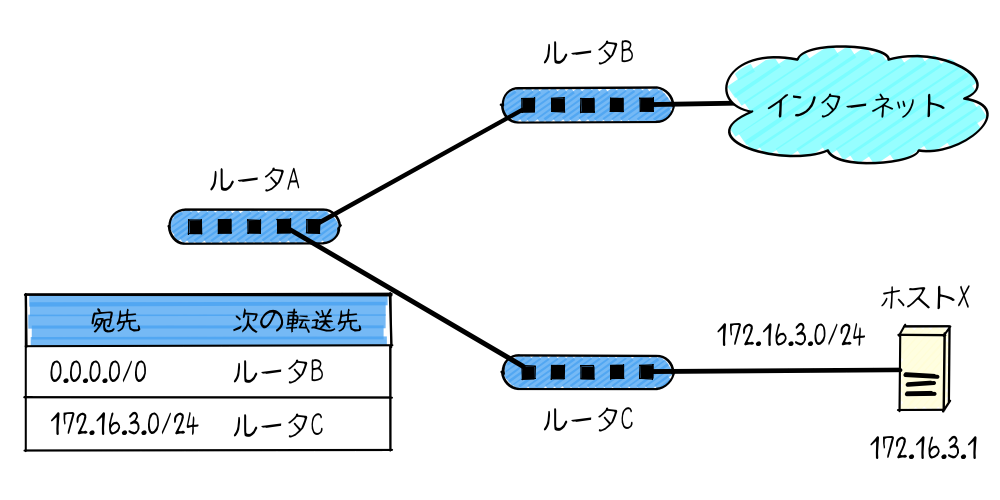 ルータB
インターネット
ルータA
宛先 次の転送先
0.0.0.0/0 ルータB
172.16.3.0/24 ルータC
ホストX
172.16.3.0/24
ルータC
172.16.3.1